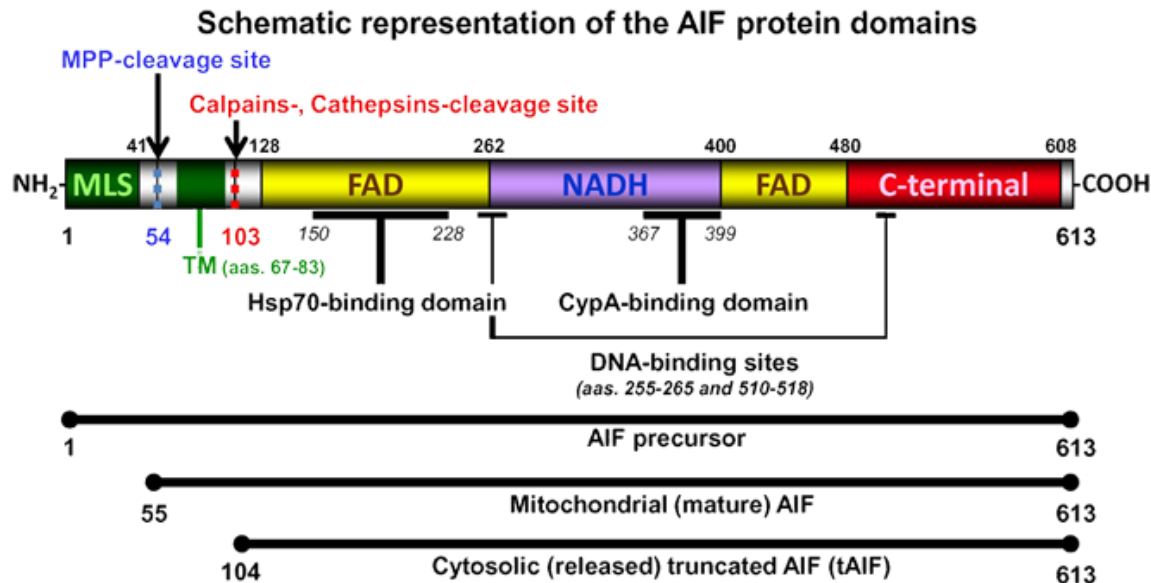 Schematic representation of the AIF protein domains
MPP-cleavage site
Calpains-, Cathepsins-cleavage site
41 128 262 400 480 608
NH2- MLS FAD NADH FAD C-terminal -COOH
1 54 103 150 228 367 399 613
TM (aas. 67-83)
Hsp70-binding domain CypA-binding domain
DNA-binding sites
(aas. 255-265 and 510-518)
AIF precursor
1 613
Mitochondrial (mature) AIF
55 613
Cytosolic (released) truncated AIF (tAIF)
104 613